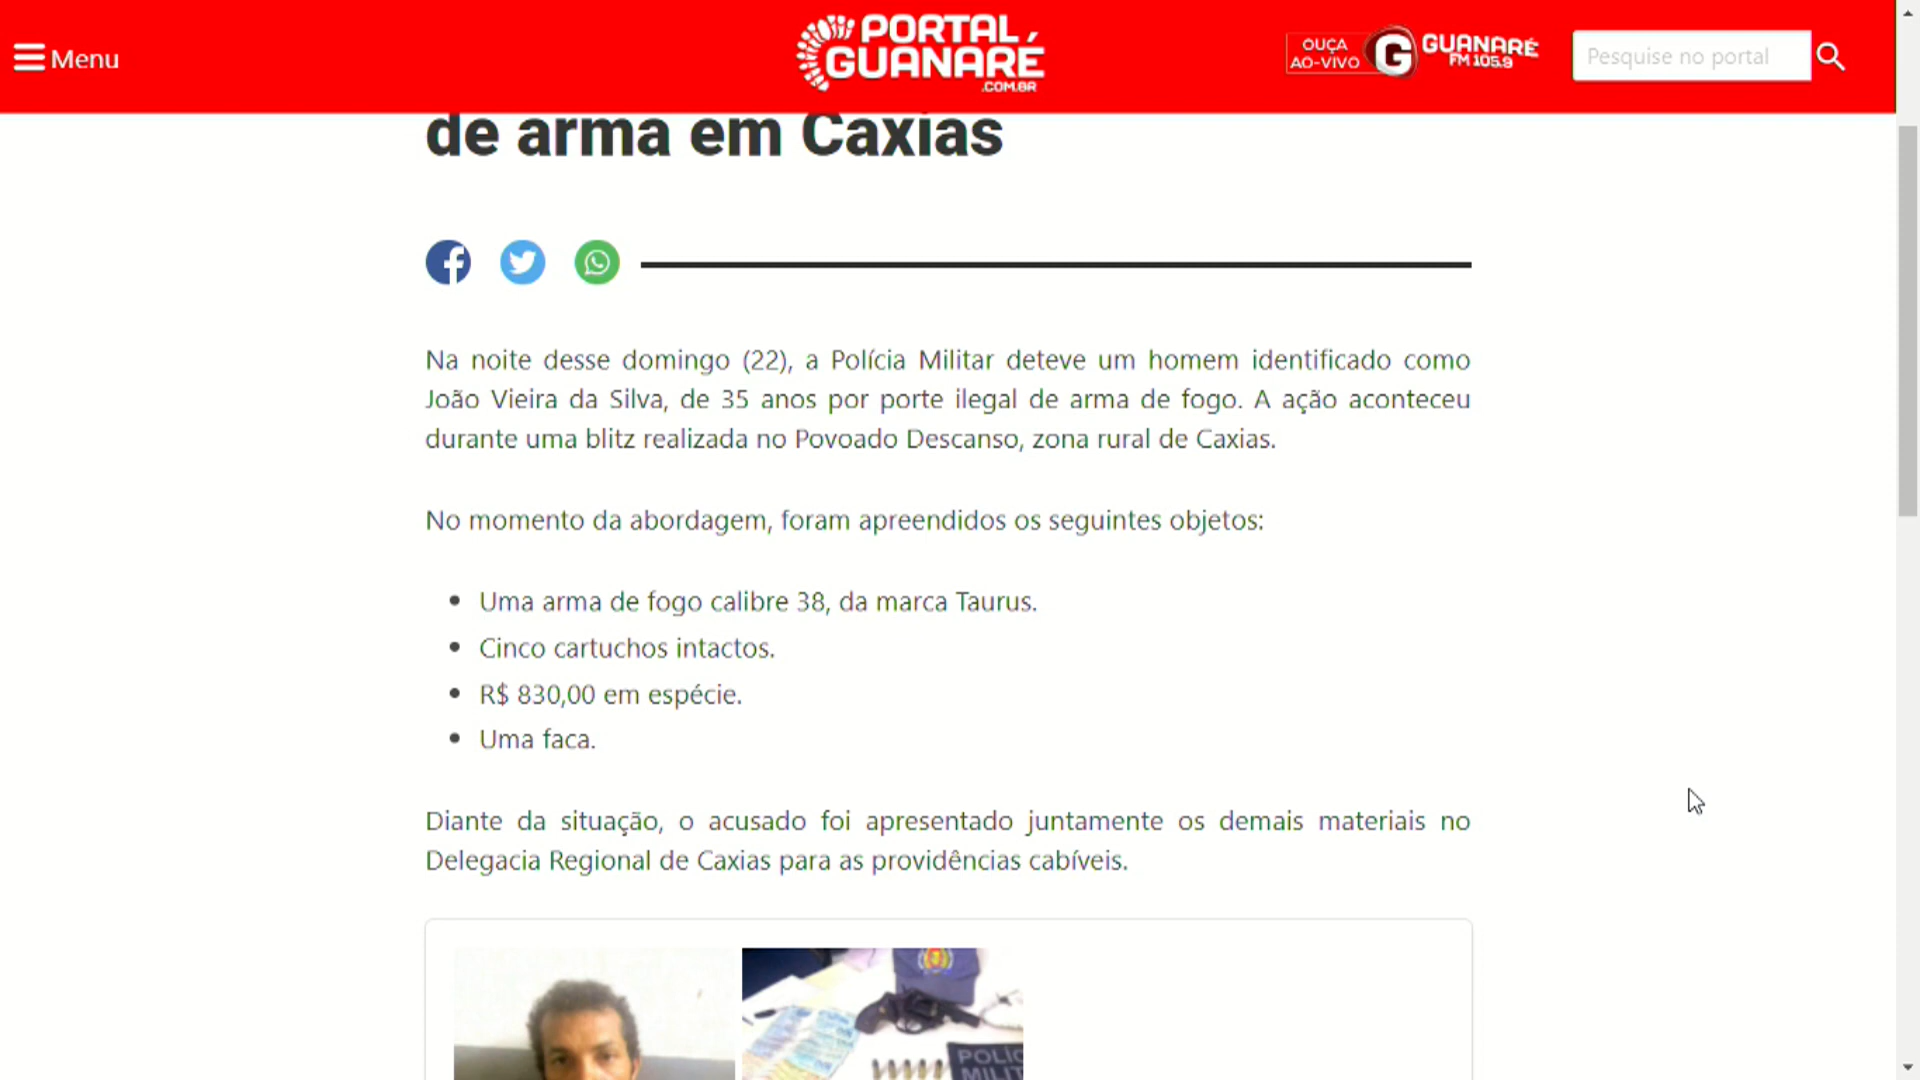 Menu
PORTAL
GUANARÉ
.COM.BR
OUÇA
AO-VIVO
G
GUANARÉ
FM 105.9
Pesquise no portal
de arma em Caxias
Na noite desse domingo (22), a Polícia Militar deteve um homem identificado como
João Vieira da Silva, de 35 anos por porte ilegal de arma de fogo. A ação aconteceu
durante uma blitz realizada no Povoado Descanso, zona rural de Caxias.
No momento da abordagem, foram apreendidos os seguintes objetos:
• Uma arma de fogo calibre 38, da marca Taurus.
• Cinco cartuchos intactos.
• R$ 830,00 em espécie.
• Uma faca.
Diante da situação, o acusado foi apresentado juntamente os demais materiais no
Delegacia Regional de Caxias para as providências cabíveis.
POLÍC
MILIT